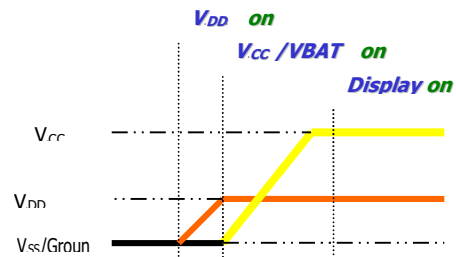 VDD on
VCC /VBAT on
Display on
VCC
VDD
VSS/Groun